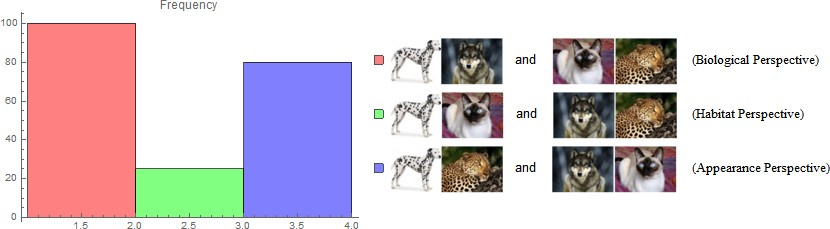 Frequency
100
80
60
40
20
0
1.5 2.0 2.5 3.0 3.5 4.0
and (Biological Perspective)
and (Habitat Perspective)
and (Appearance Perspective)